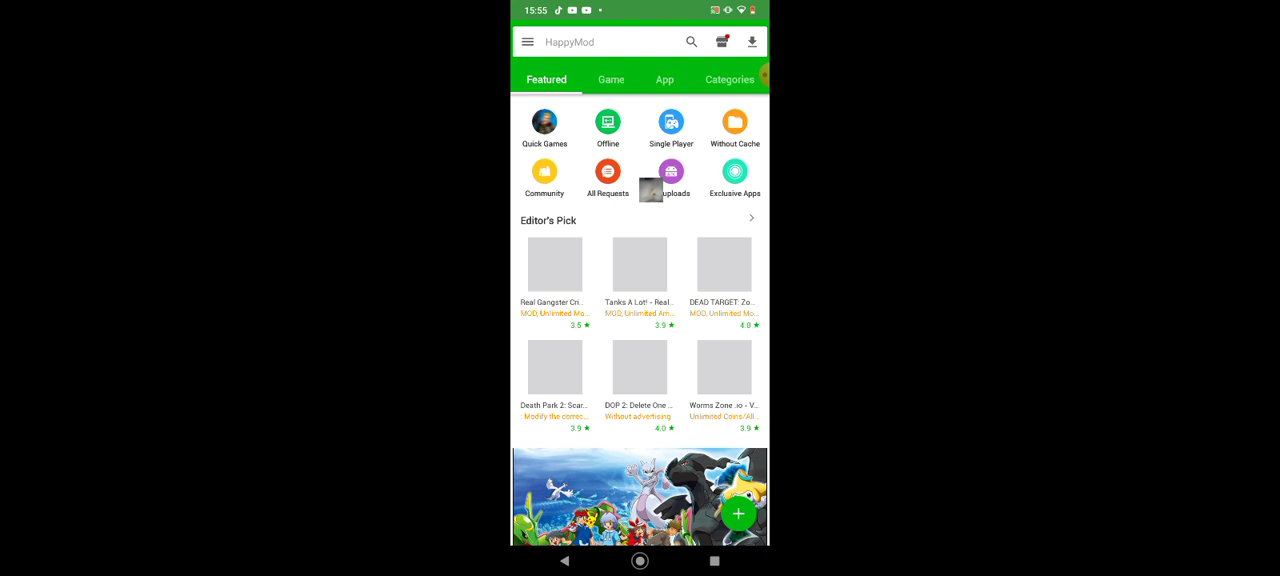 15:55
HappyMod
Featured Game App Categories
Quick Games Offline Single Player Without Cache
Community All Requests uploads Exclusive Apps
Editor's Pick
Real Gangster Cri... Tanks A Lot! - Real... DEAD TARGET: Zo...
MOD, Unlimited Mo... MOD, Unlimited Am... MOD, Unlimited Mo...
3.5 ★ 3.9 ★ 4.0 ★
Death Park 2: Scar... DOP 2: Delete One ... Worms Zone .io - V...
Modify the correc... Without advertising Unlimited Coins/All...
3.9 ★ 4.0 ★ 3.9 ★